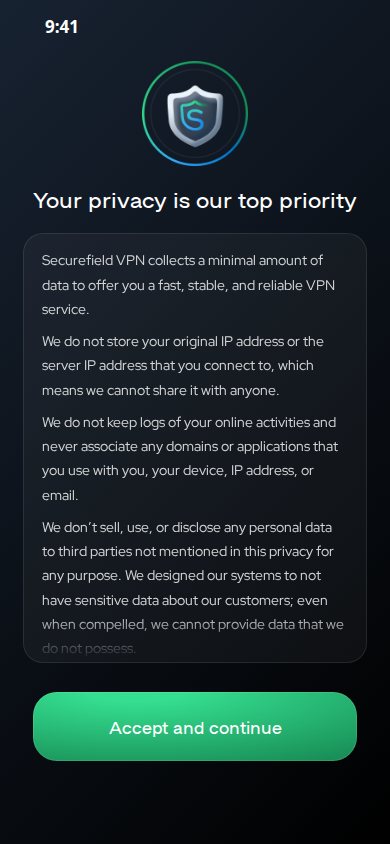 9:41
Your privacy is our top priority
Securefield VPN collects a minimal amount of
data to offer you a fast, stable, and reliable VPN
service.
We do not store your original IP address or the
server IP address that you connect to, which
means we cannot share it with anyone.
We do not keep logs of your online activities and
never associate any domains or applications that
you use with you, your device, IP address, or
email.
We don't sell, use, or disclose any personal data
to third parties not mentioned in this privacy for
any purpose. We designed our systems to not
have sensitive data about our customers; even
when compelled, we cannot provide data that we
do not possess.
Accept and continue